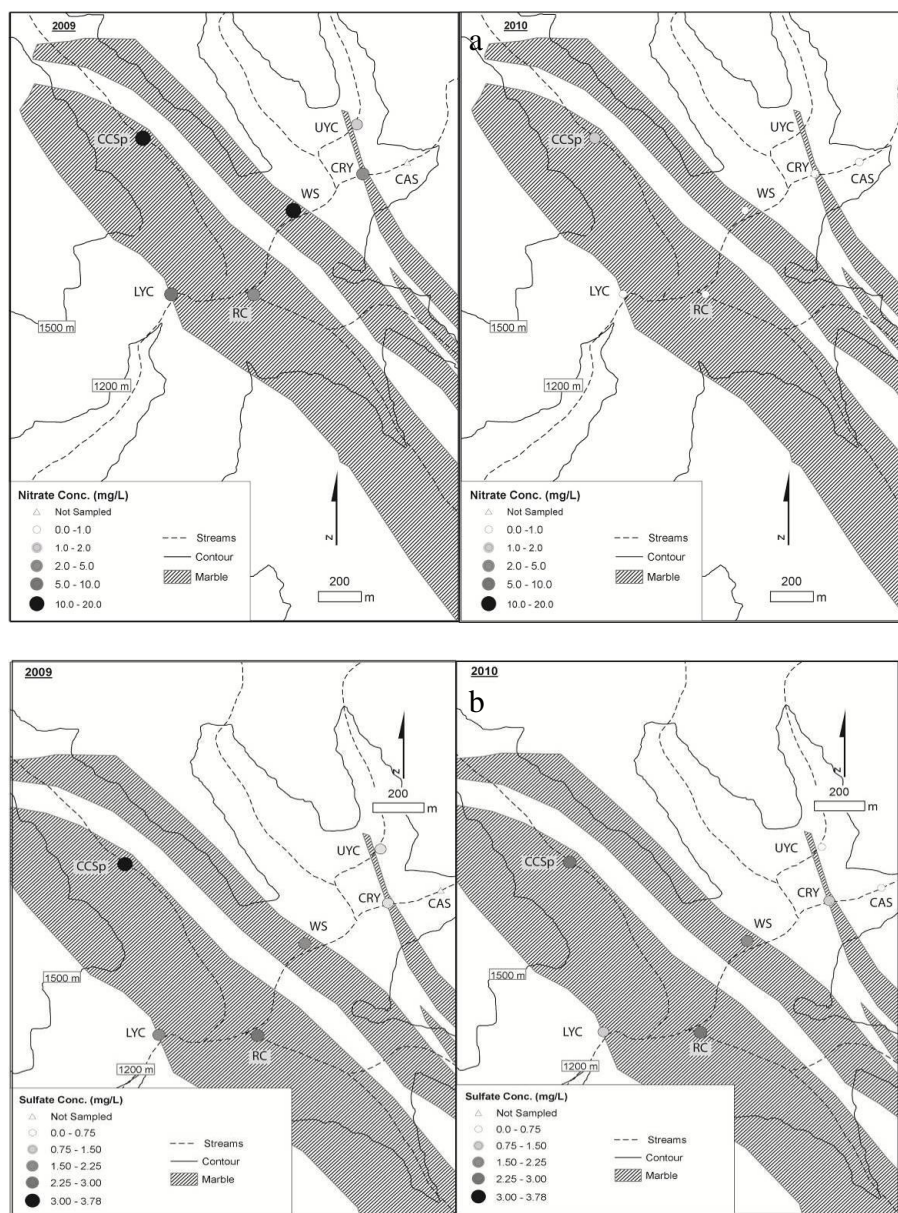 2009
CCSp
UYC
CRY
CAS
WS
LYC
RC
1500 m
1200 m
Nitrate Conc. (mg/L)
Not Sampled
0.0 -1.0
1.0 - 2.0
2.0 - 5.0
5.0 - 10.0
10.0 - 20.0
Streams
Contour
Marble
N
200
m
2010
a
CCSp
UYC
CRY
CAS
WS
LYC
RC
1500 m
1200 m
Nitrate Conc. (mg/L)
Not Sampled
0.0 -1.0
1.0 - 2.0
2.0 - 5.0
5.0 - 10.0
10.0 - 20.0
Streams
Contour
Marble
N
200
m
2009
N
200
m
UYC
CCSp
CRY
CAS
WS
1500 m
LYC
RC
1200 m
Sulfate Conc. (mg/L)
Not Sampled
0.0 - 0.75
0.75 - 1.50
1.50 - 2.25
2.25 - 3.00
3.00 - 3.78
Streams
Contour
Marble
2010
b
N
200
m
UYC
CCSp
CRY
CAS
WS
1500 m
LYC
RC
1200 m
Sulfate Conc. (mg/L)
Not Sampled
0.0 - 0.75
0.75 - 1.50
1.50 - 2.25
2.25 - 3.00
3.00 - 3.78
Streams
Contour
Marble